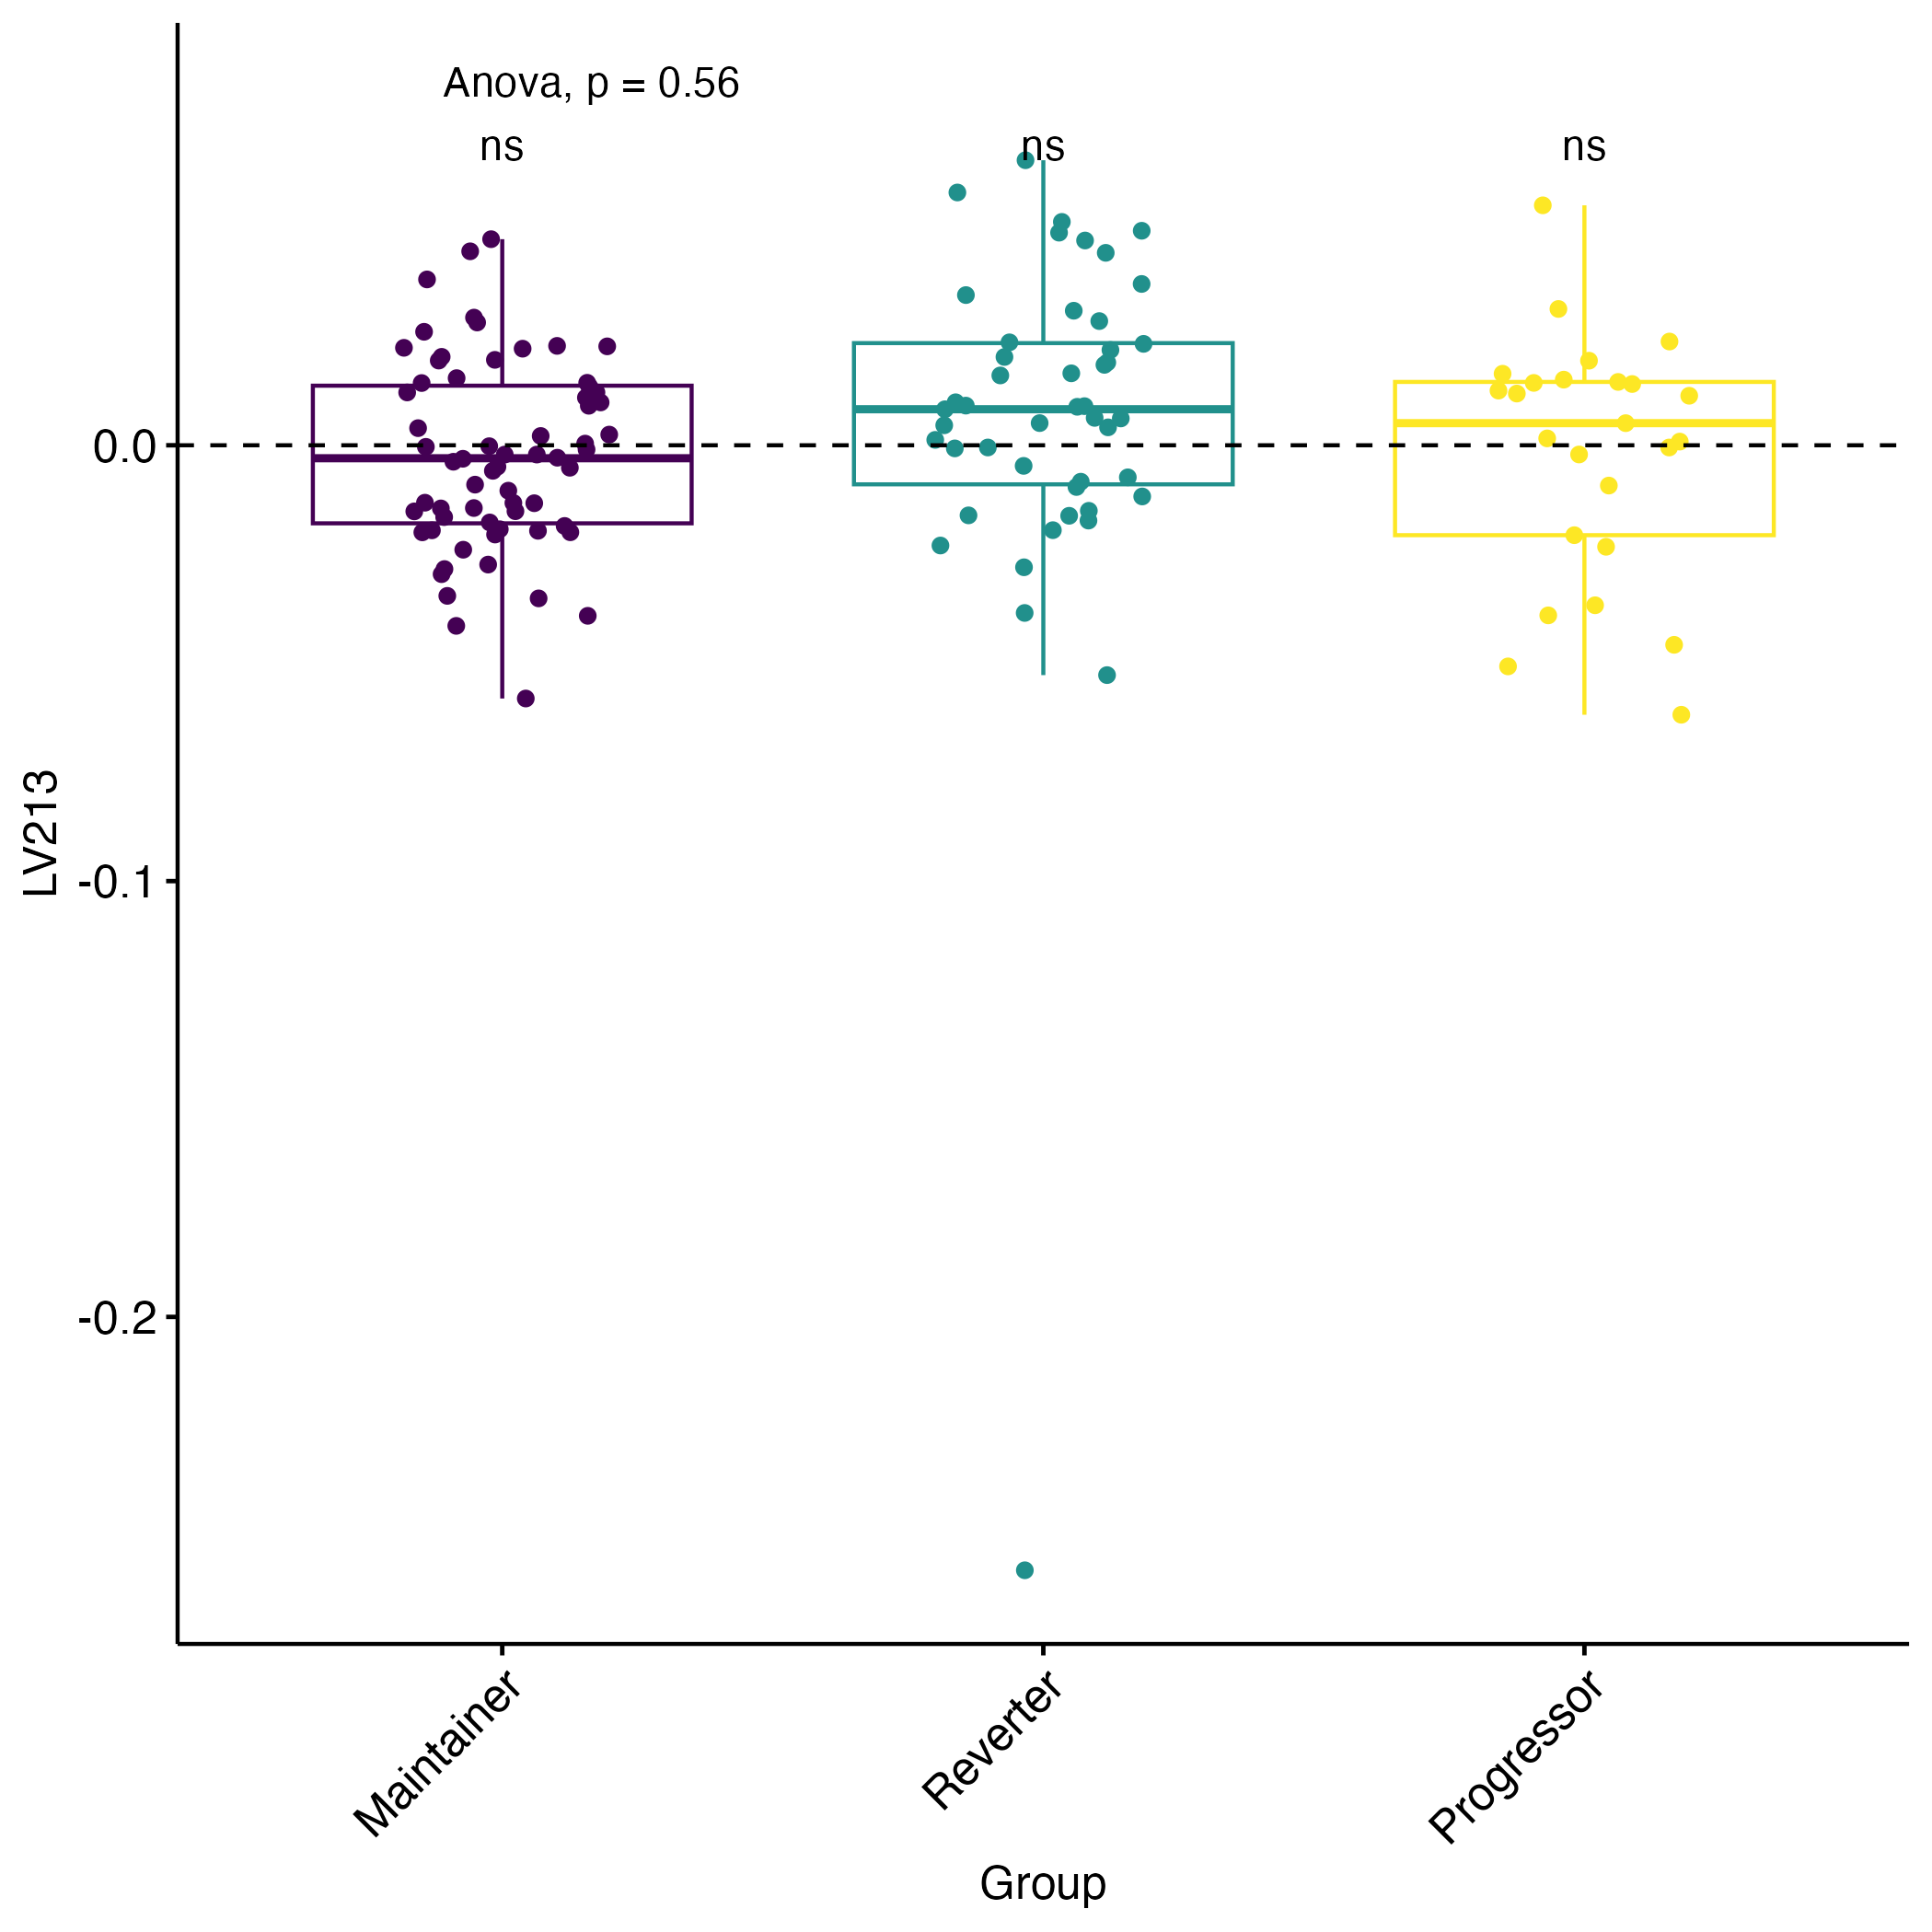 Anova, p = 0.56
ns
ns
ns
0.0
-0.1
-0.2
LV213
Maintainer
Reverter
Progressor
Group